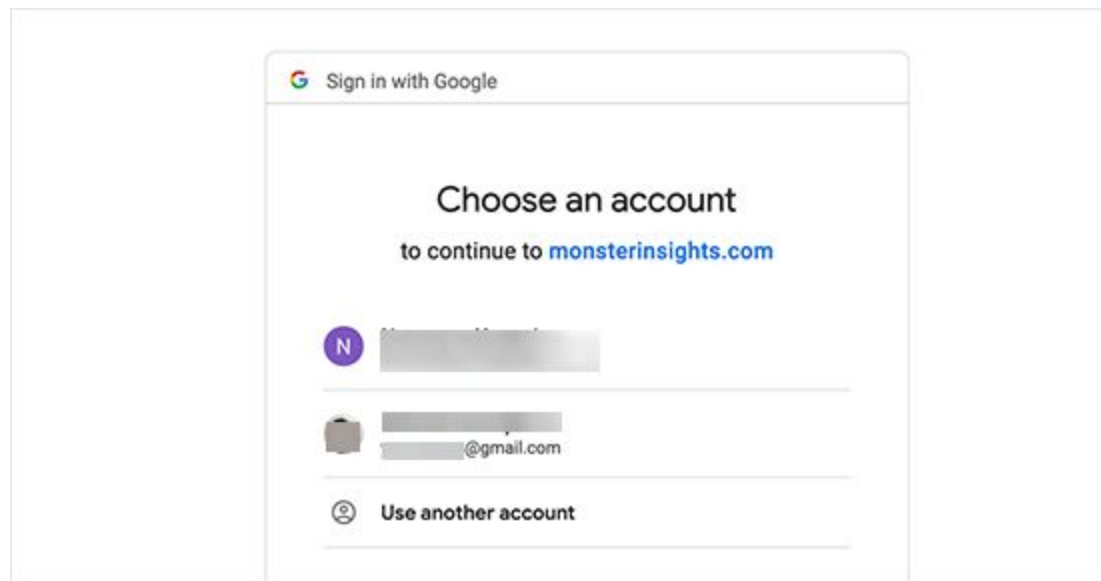 Sign in with Google
Choose an account
to continue to monsterinsights.com
N
@gmail.com
Use another account